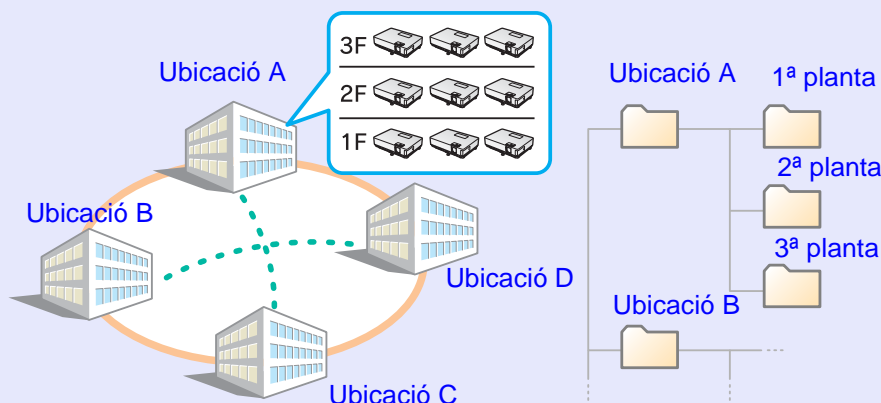 Ubicació A
3F
2F
1F
Ubicació B
Ubicació D
Ubicació C
Ubicació A
1ª planta
2ª planta
3ª planta
Ubicació B